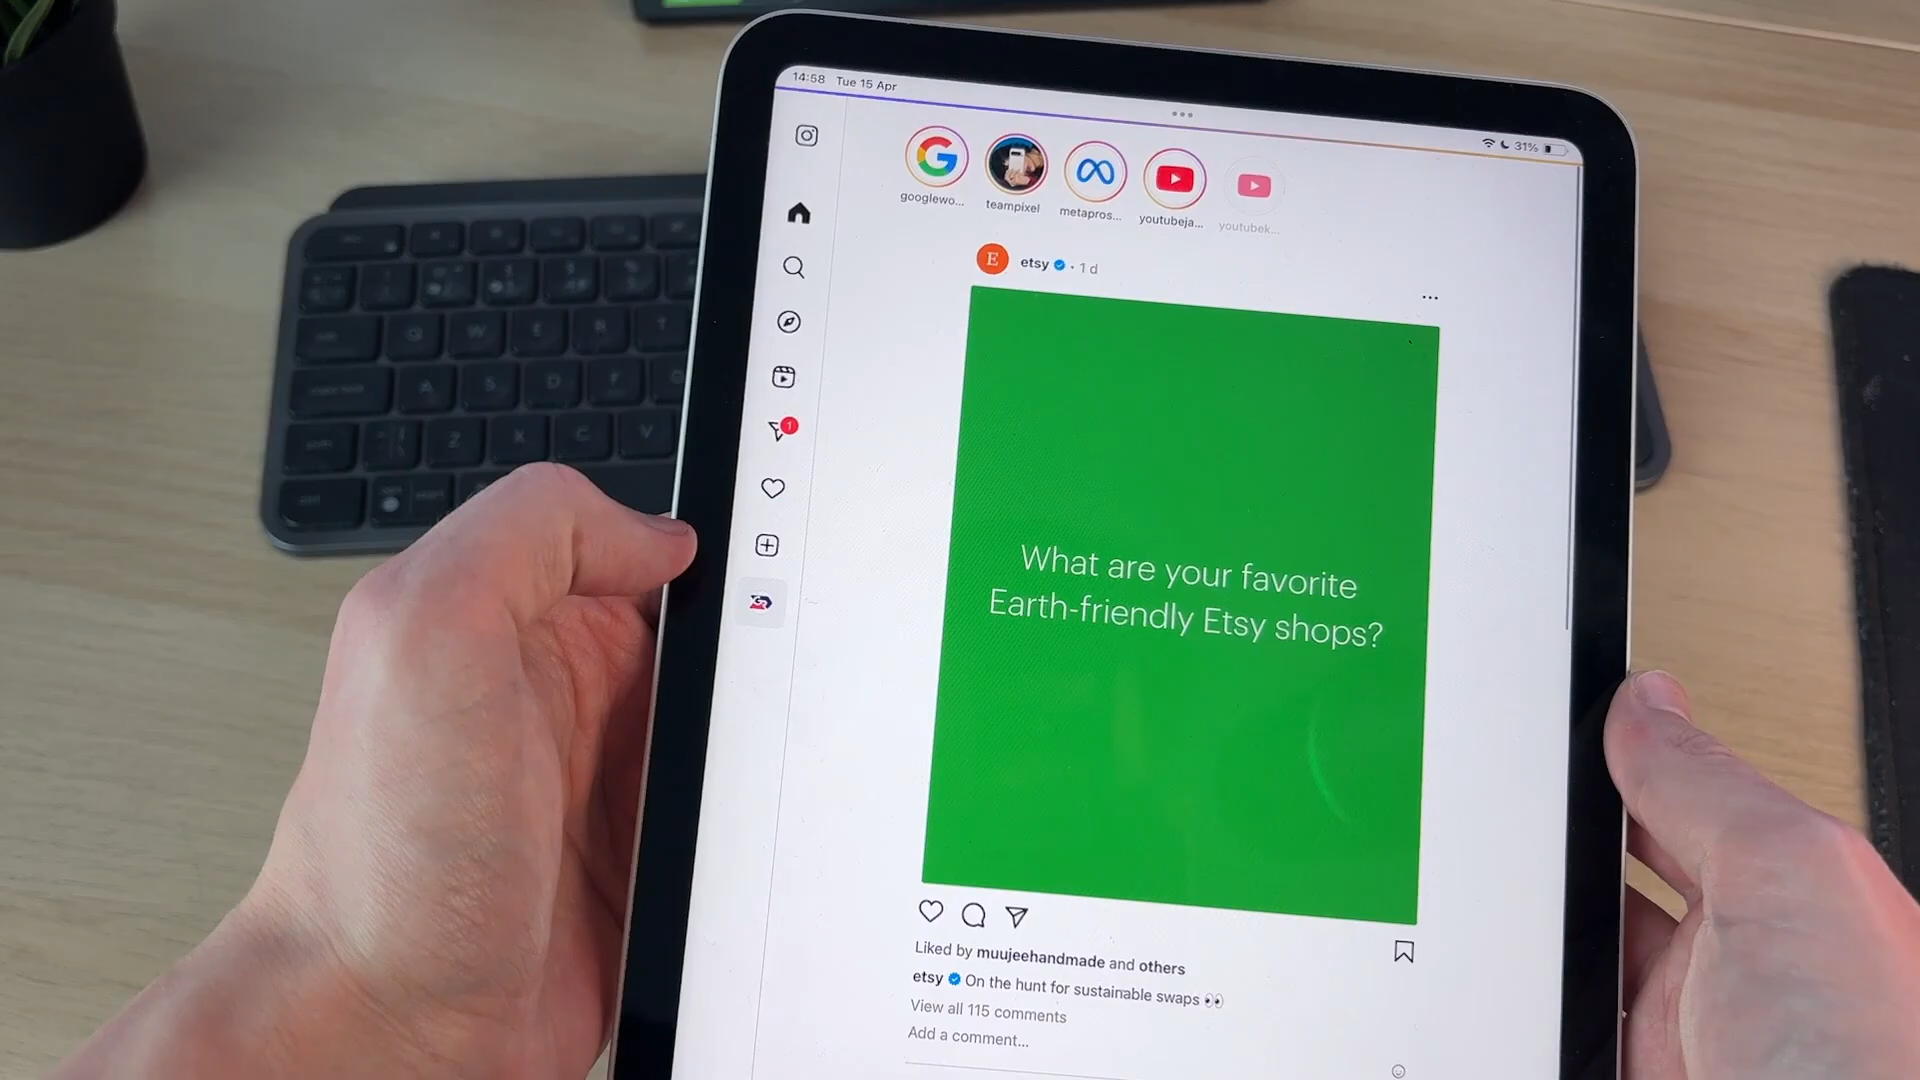 14:58 Tue 15 Apr
31%
googlewo...
teampixel
metapros...
youtubeja...
youtubek...
E
etsy · 1 d
1
What are your favorite
Earth-friendly Etsy shops?
Liked by muujeehandmade and others
etsy On the hunt for sustainable swaps 👀
View all 115 comments
Add a comment...
Q W E R T
A S D F
Z X C V